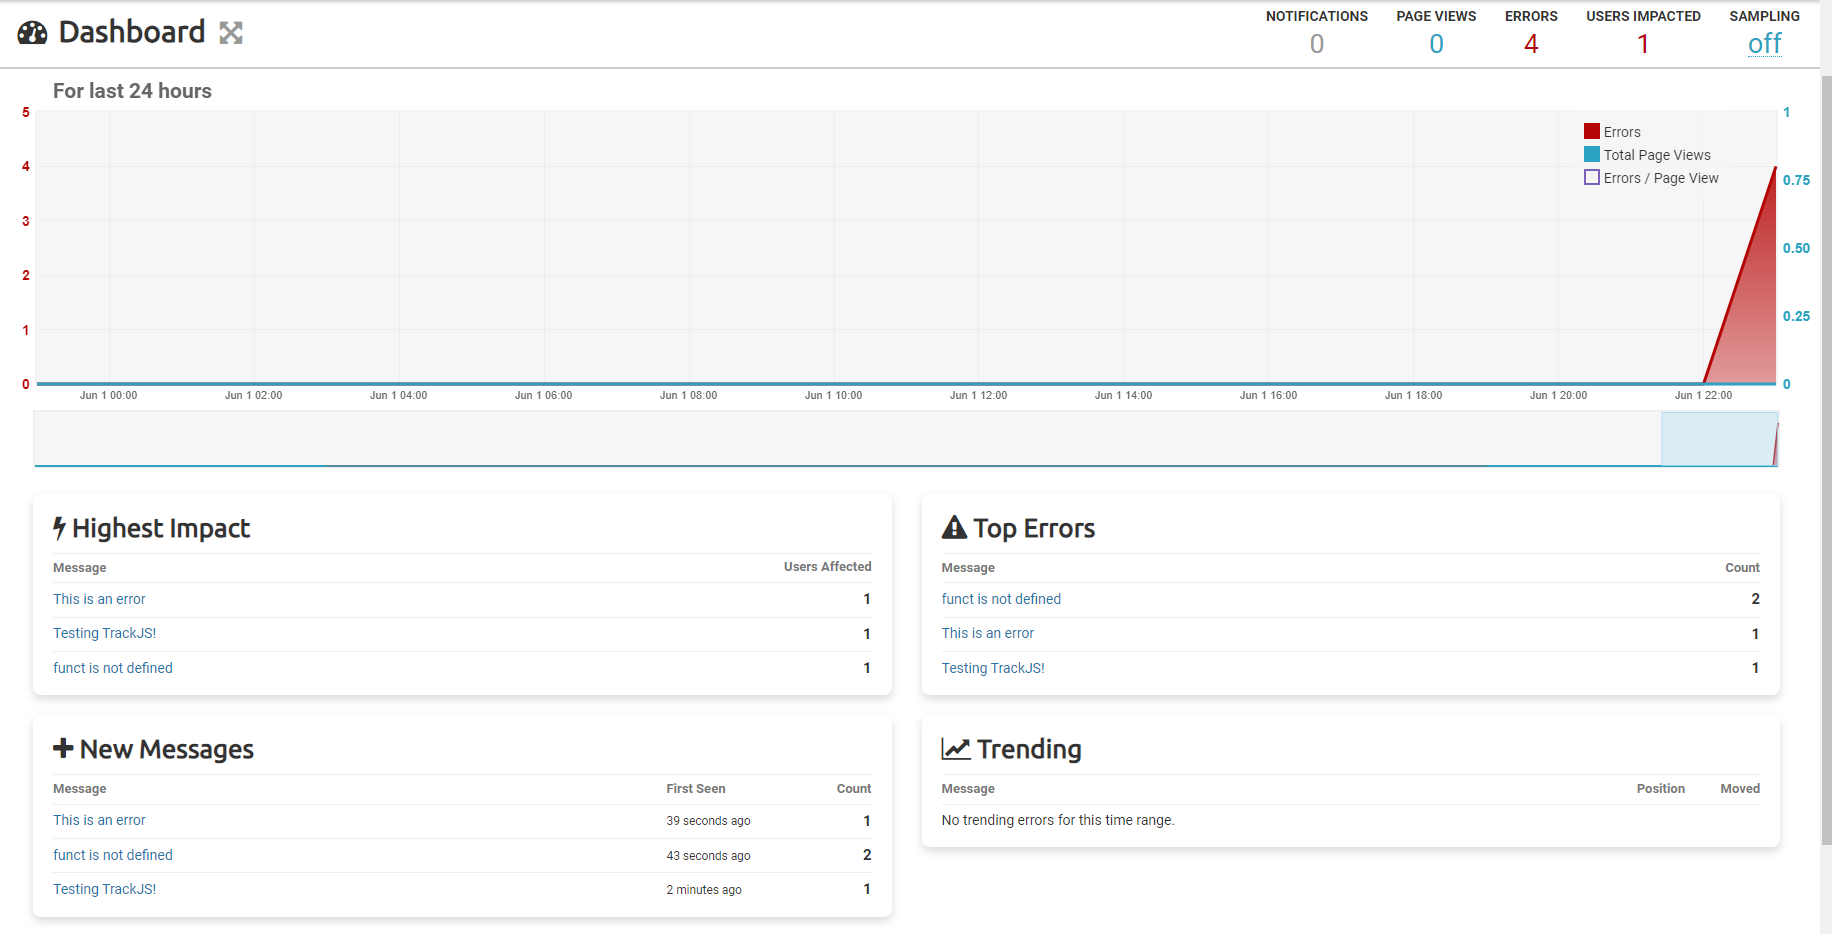 Dashboard
NOTIFICATIONS PAGE VIEWS ERRORS USERS IMPACTED SAMPLING
0 0 4 1 off
For last 24 hours
5 1
Errors
Total Page Views
4
Errors / Page View
0.75
3
0.50
2
0.25
1
0 0
Jun 1 00:00 Jun 1 02:00 Jun 1 04:00 Jun 1 06:00 Jun 1 08:00 Jun 1 10:00 Jun 1 12:00 Jun 1 14:00 Jun 1 16:00 Jun 1 18:00 Jun 1 20:00 Jun 1 22:00
Highest Impact
Message Users Affected
This is an error 1
Testing TrackJS! 1
funct is not defined 1
Top Errors
Message Count
funct is not defined 2
This is an error 1
Testing TrackJS! 1
New Messages
Message First Seen Count
This is an error 39 seconds ago 1
funct is not defined 43 seconds ago 2
Testing TrackJS! 2 minutes ago 1
Trending
Message Position Moved
No trending errors for this time range.